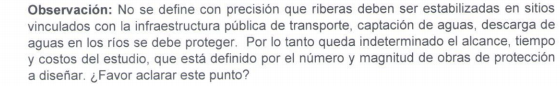 Observación: No se define con precisión que riberas deben ser estabilizadas en sitios
vinculados con la infraestructura pública de transporte, captación de aguas, descarga de
aguas en los ríos se debe proteger. Por lo tanto queda indeterminado el alcance, tiempo
y costos del estudio, que está definido por el número y magnitud de obras de protección
a diseñar. ¿Favor aclarar este punto?